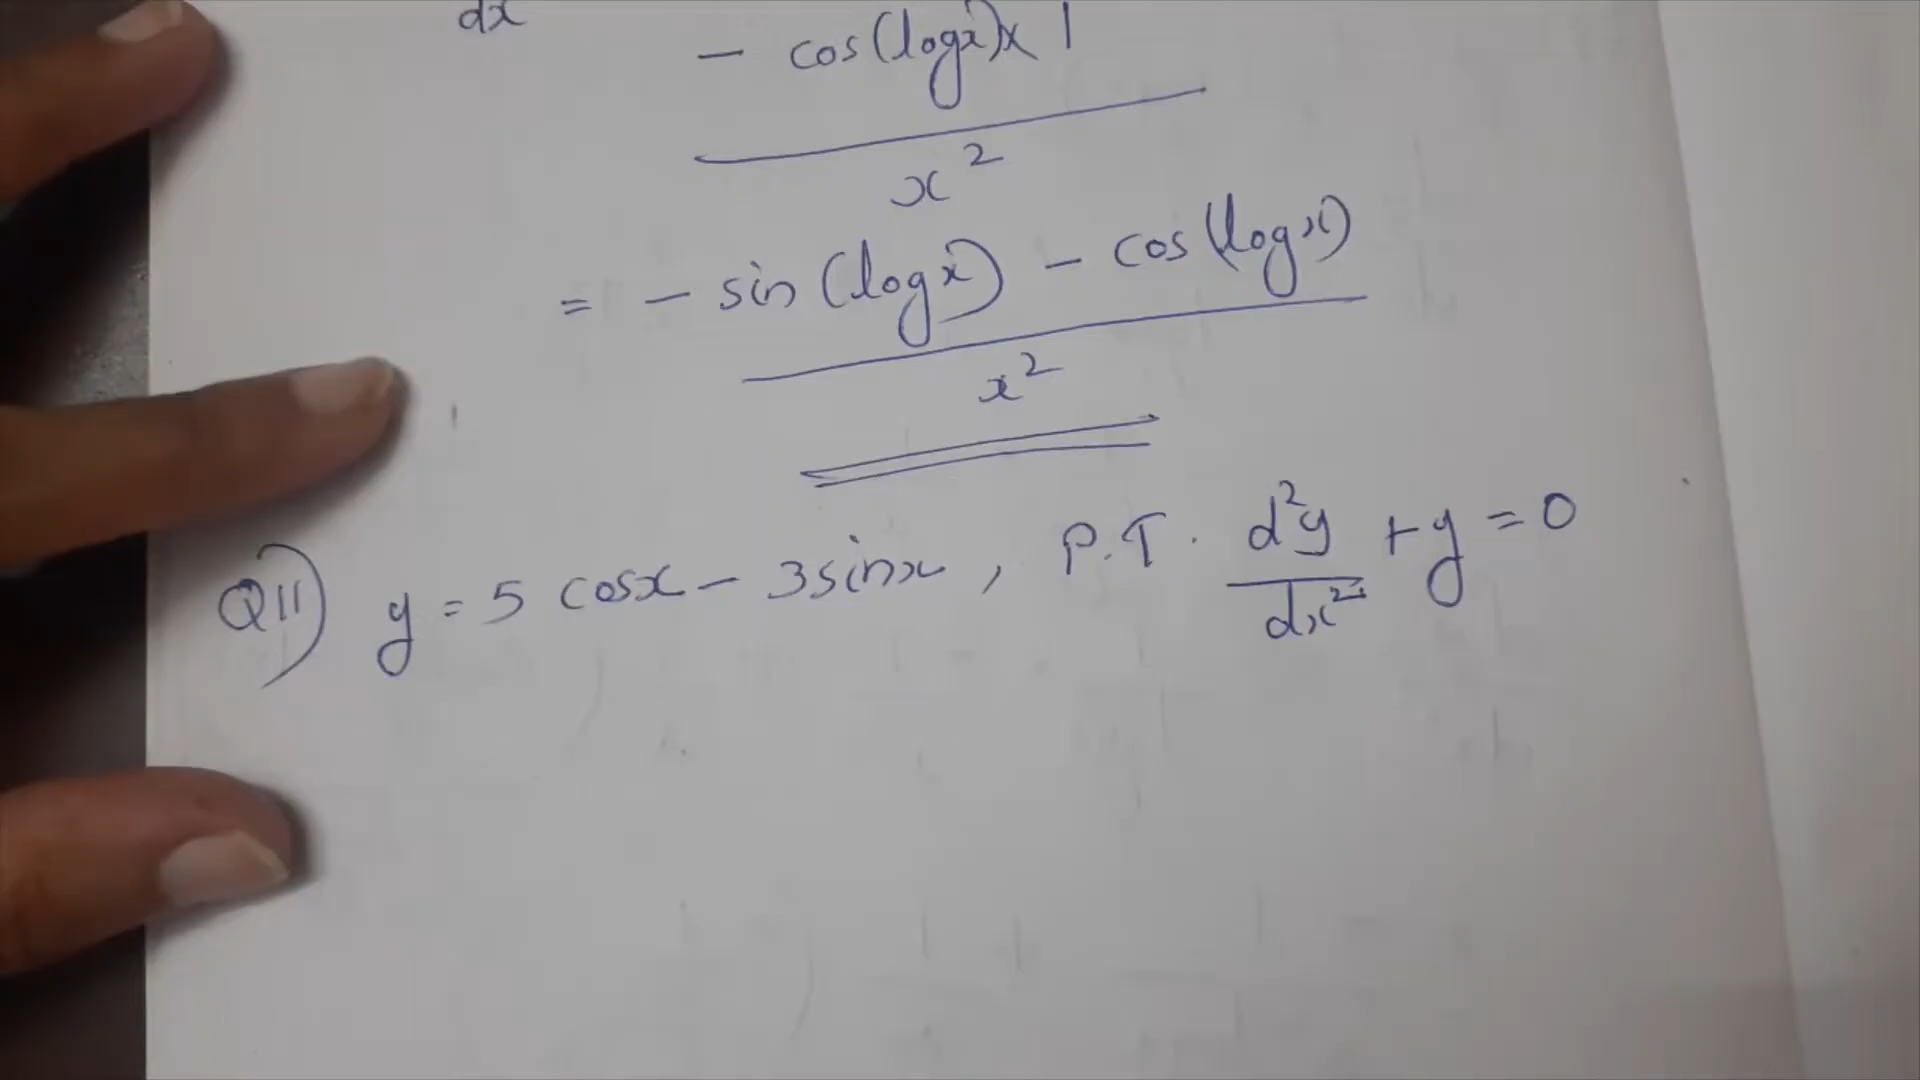 dx
- cos(logx) x 1
x²
= - sin (logx) - cos (logx)
x²
Q11) y = 5 cosx - 3sinx , P.T. d²y/dx² + y = 0